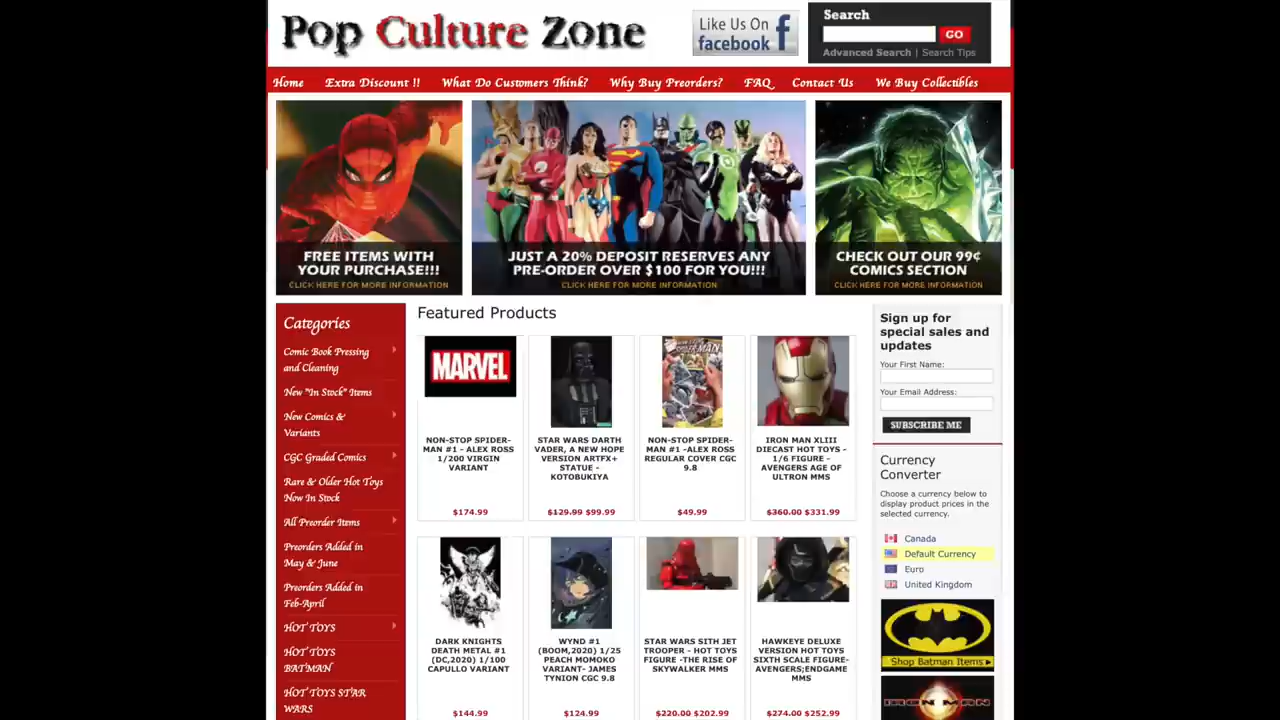 Pop Culture Zone
Like Us On
facebook
Search
GO
Advanced Search | Search Tips
Home
Extra Discount !!
What Do Customers Think?
Why Buy Preorders?
FAQ
Contact Us
We Buy Collectibles
FREE ITEMS WITH
YOUR PURCHASE!!!
CLICK HERE FOR MORE INFORMATION
JUST A 20% DEPOSIT RESERVES ANY
PRE-ORDER OVER $100 FOR YOU!!!
CLICK HERE FOR MORE INFORMATION
CHECK OUT OUR 99¢
COMICS SECTION
CLICK HERE FOR MORE INFORMATION
Categories
Comic Book Pressing
and Cleaning
New "In Stock" Items
New Comics &
Variants
CGC Graded Comics
Rare & Older Hot Toys
Now In Stock
All Preorder Items
Preorders Added in
May & June
Preorders Added in
Feb-April
HOT TOYS
HOT TOYS
BATMAN
HOT TOYS STAR
WARS
Featured Products
MARVEL
NON-STOP SPIDER-
MAN #1 - ALEX ROSS
1/200 VIRGIN
VARIANT
$174.99
STAR WARS DARTH
VADER, A NEW HOPE
VERSION ARTFX+
STATUE -
KOTOBUKIYA
$129.99 $99.99
SPIDER-MAN
NON-STOP SPIDER-
MAN #1 -ALEX ROSS
REGULAR COVER CGC
9.8
$49.99
IRON MAN XLIII
DIECAST HOT TOYS -
1/6 FIGURE -
AVENGERS AGE OF
ULTRON MMS
$360.00 $331.99
DARK KNIGHTS
DEATH METAL #1
(DC,2020) 1/100
CAPULLO VARIANT
$144.99
WYND #1
(BOOM,2020) 1/25
PEACH MOMOKO
VARIANT- JAMES
TYNION CGC 9.8
$124.99
STAR WARS SITH JET
TROOPER - HOT TOYS
FIGURE -THE RISE OF
SKYWALKER MMS
$220.00 $202.99
HAWKEYE DELUXE
VERSION HOT TOYS
SIXTH SCALE FIGURE-
AVENGERS;ENDGAME
MMS
$274.00 $252.99
Sign up for
special sales and
updates
Your First Name:
Your Email Address:
SUBSCRIBE ME
Currency
Converter
Choose a currency below to
display product prices in the
selected currency.
Canada
Default Currency
Euro
United Kingdom
Shop Batman Items
IRON MAN